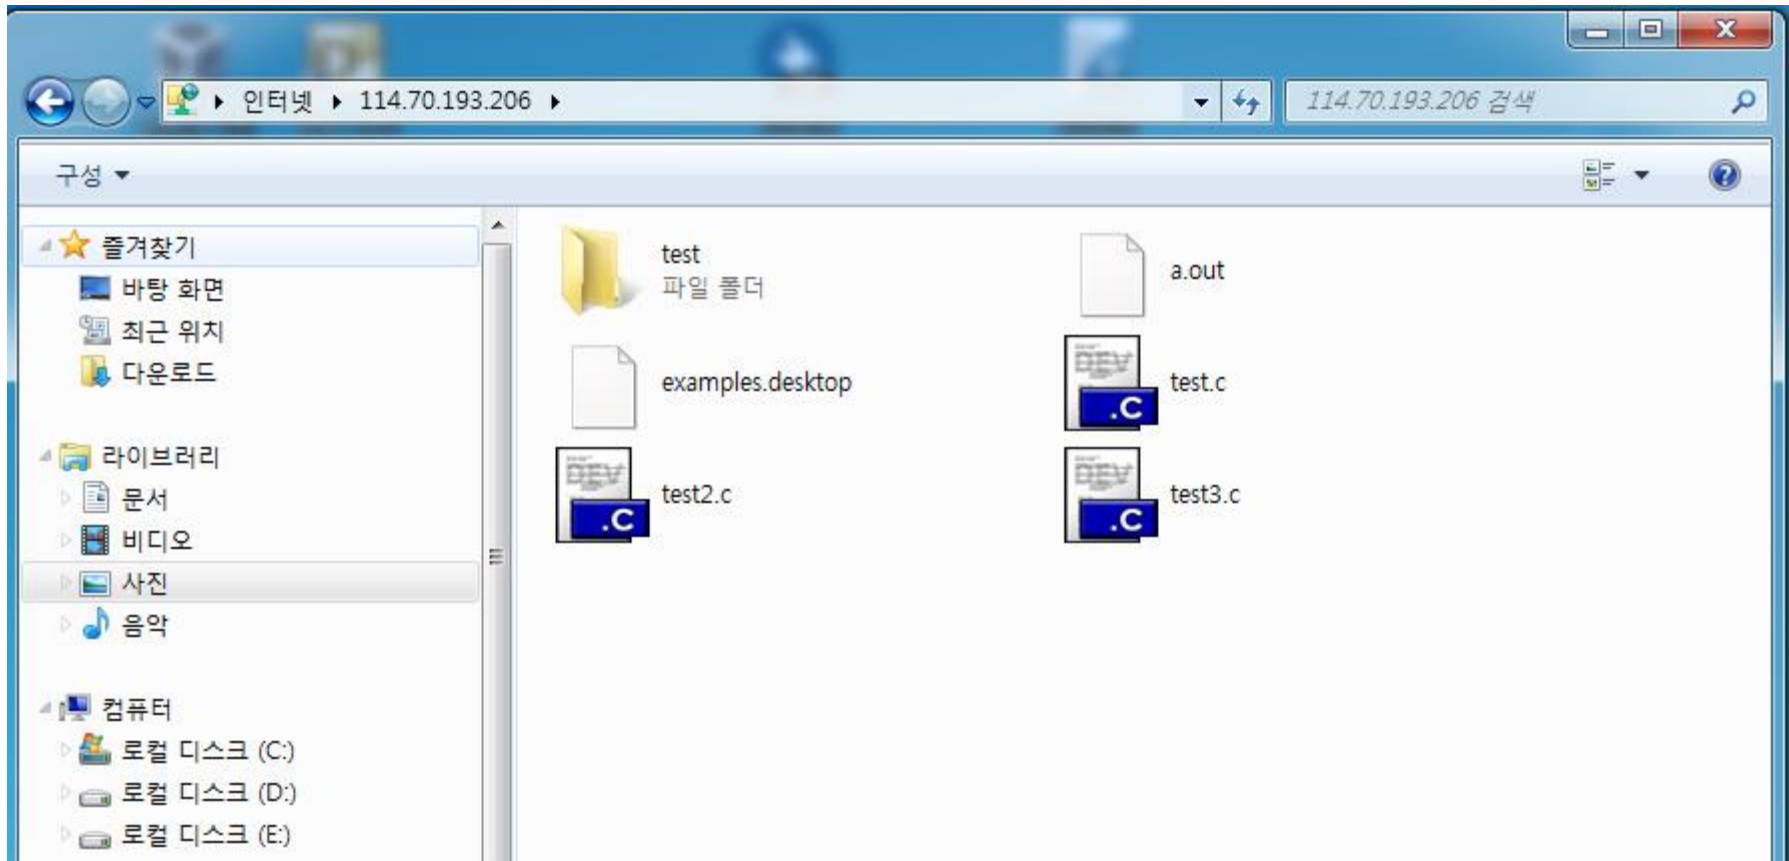 인터넷 114.70.193.206
114.70.193.206 검색
구성
즐겨찾기
바탕 화면
최근 위치
다운로드
라이브러리
문서
비디오
사진
음악
컴퓨터
로컬 디스크 (C:)
로컬 디스크 (D:)
로컬 디스크 (E:)
test
파일 폴더
a.out
examples.desktop
DEV
.C
test.c
DEV
.C
test2.c
DEV
.C
test3.c